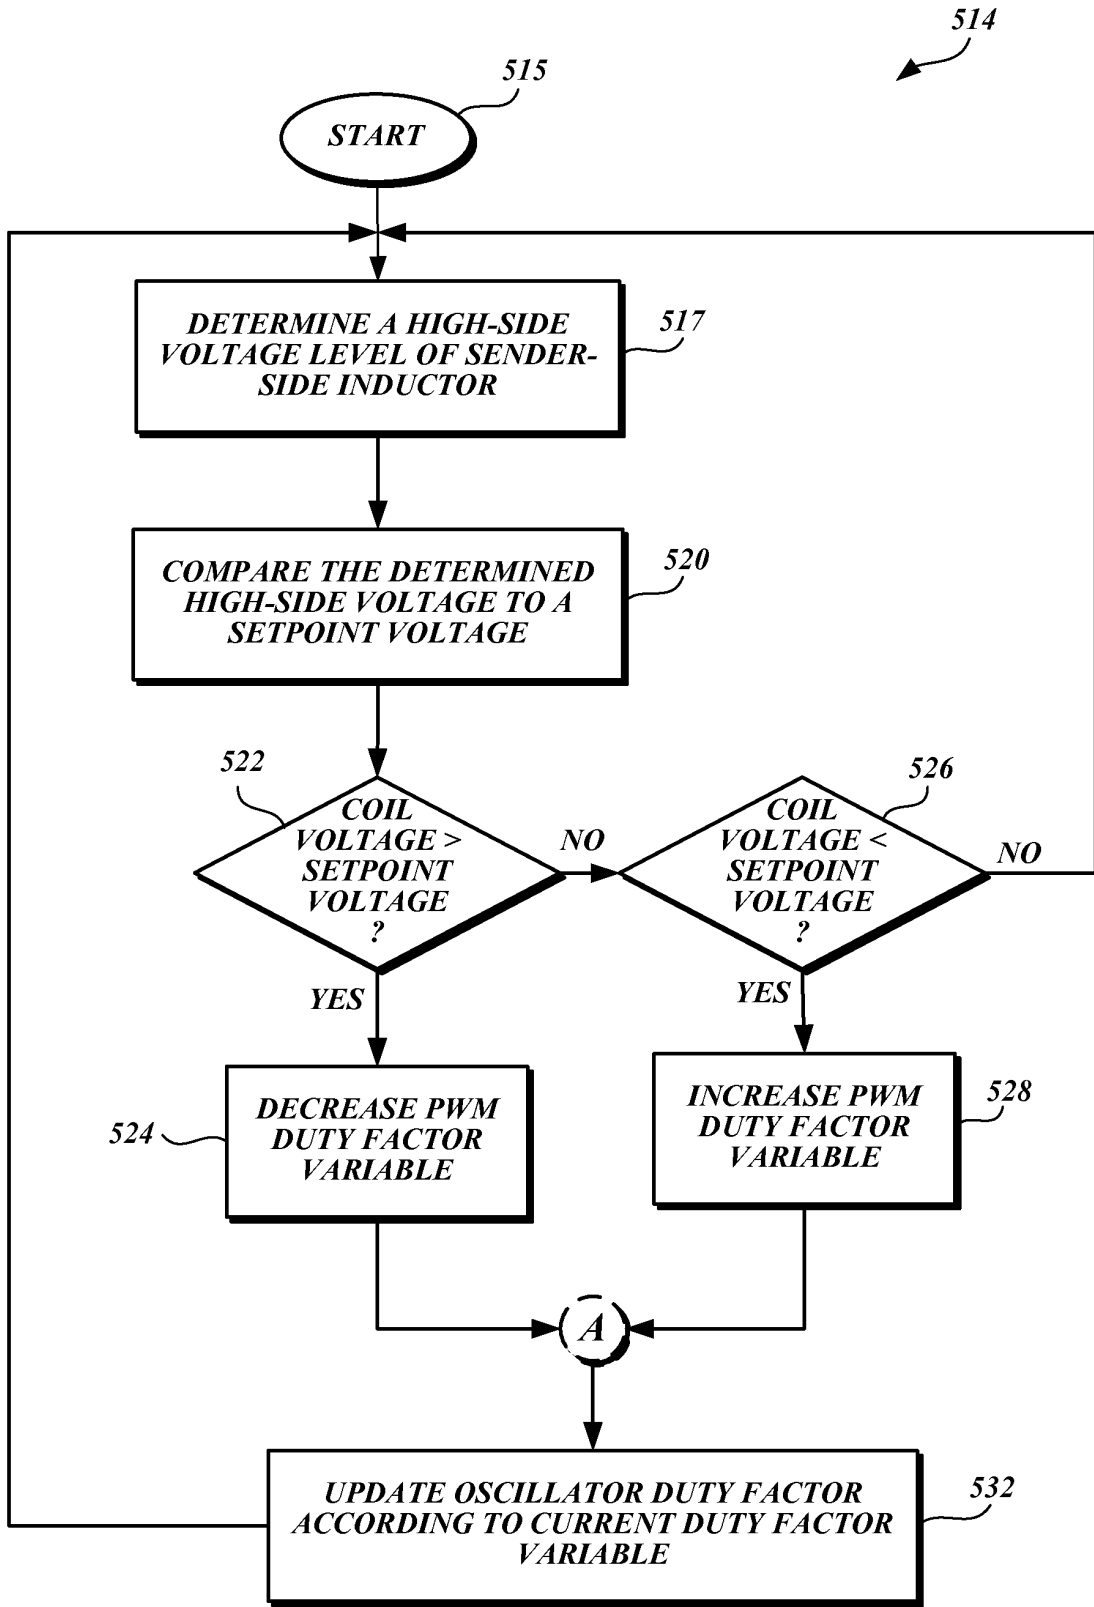 514
515
START
DETERMINE A HIGH-SIDE
VOLTAGE LEVEL OF SENDER-
SIDE INDUCTOR
517
COMPARE THE DETERMINED
HIGH-SIDE VOLTAGE TO A
SETPOINT VOLTAGE
520
522
COIL
VOLTAGE >
SETPOINT
VOLTAGE
?
NO
526
COIL
VOLTAGE <
SETPOINT
VOLTAGE
?
NO
YES
YES
524
DECREASE PWM
DUTY FACTOR
VARIABLE
INCREASE PWM
DUTY FACTOR
VARIABLE
528
A
UPDATE OSCILLATOR DUTY FACTOR
ACCORDING TO CURRENT DUTY FACTOR
VARIABLE
532